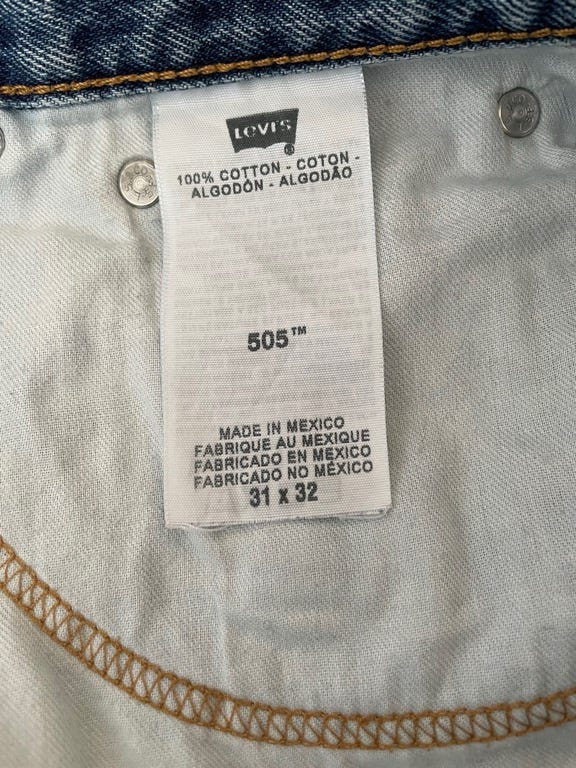 LEVI'S
®
100% COTTON - COTON -
ALGODÓN - ALGODÃO
505™
MADE IN MEXICO
FABRIQUE AU MEXIQUE
FABRICADO EN MEXICO
FABRICADO NO MÉXICO
31 x 32